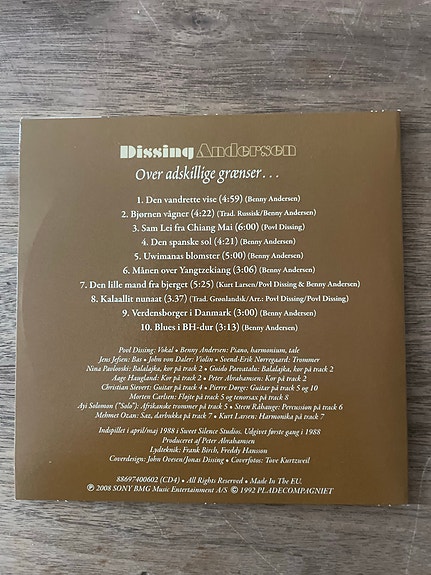 Dissing Andersen
Over adskillige grænser...
1. Den vandrette vise (4:59) (Benny Andersen)
2. Bjørnen vågner (4:22) (Trad. Russisk/Benny Andersen)
3. Sam Lei fra Chiang Mai (6:00) (Povl Dissing)
4. Den spanske sol (4:21) (Benny Andersen)
5. Uwimanas blomster (5:00) (Benny Andersen)
6. Månen over Yangtzekiang (3:06) (Benny Andersen)
7. Den lille mand fra bjerget (5:25) (Kurt Larsen/Povl Dissing & Benny Andersen)
8. Kalaallit nunaat (3.37) (Trad. Grønlandsk/Arr.: Povl Dissing/Povl Dissing)
9. Verdensborger i Danmark (3:00) (Benny Andersen)
10. Blues i BH-dur (3:13) (Benny Andersen)
Povl Dissing: Vokal • Benny Andersen: Piano, harmonium, tale
Jens Jefsen: Bas • John van Daler: Violin • Svend-Erik Nørregaard: Trommer
Nina Pavlovski: Balalajka, kor på track 2 • Guido Paevatalu: Balalajka, kor på track 2
Aage Haugland: Kor på track 2 • Peter Abrahamsen: Kor på track 2
Christian Sievert: Guitar på track 4 • Pierre Dørge: Guitar på track 5 og 10
Morten Carlsen: Fløjte på track 5 og tenorsax på track 8
Ayi Solomon ("Solo"): Afrikanske trommer på track 5 • Steen Råhauge: Percussion på track 6
Mehmet Ozan: Saz, darbukka på track 7 • Kurt Larsen: Harmonika på track 7
Indspillet i april/maj 1988 i Sweet Silence Studios. Udgivet første gang i 1988
Produceret af Peter Abrahamsen
Lydteknik: Frank Birch, Freddy Hansson
Coverdesign: John Ovesen/Jonas Dissing • Coverfoto: Tove Kurtzweil
88697400602 (CD4) • All Rights Reserved • Made In The EU.
Ⓟ 2008 SONY BMG Music Entertainment A/S © 1992 PLADECOMPAGNIET